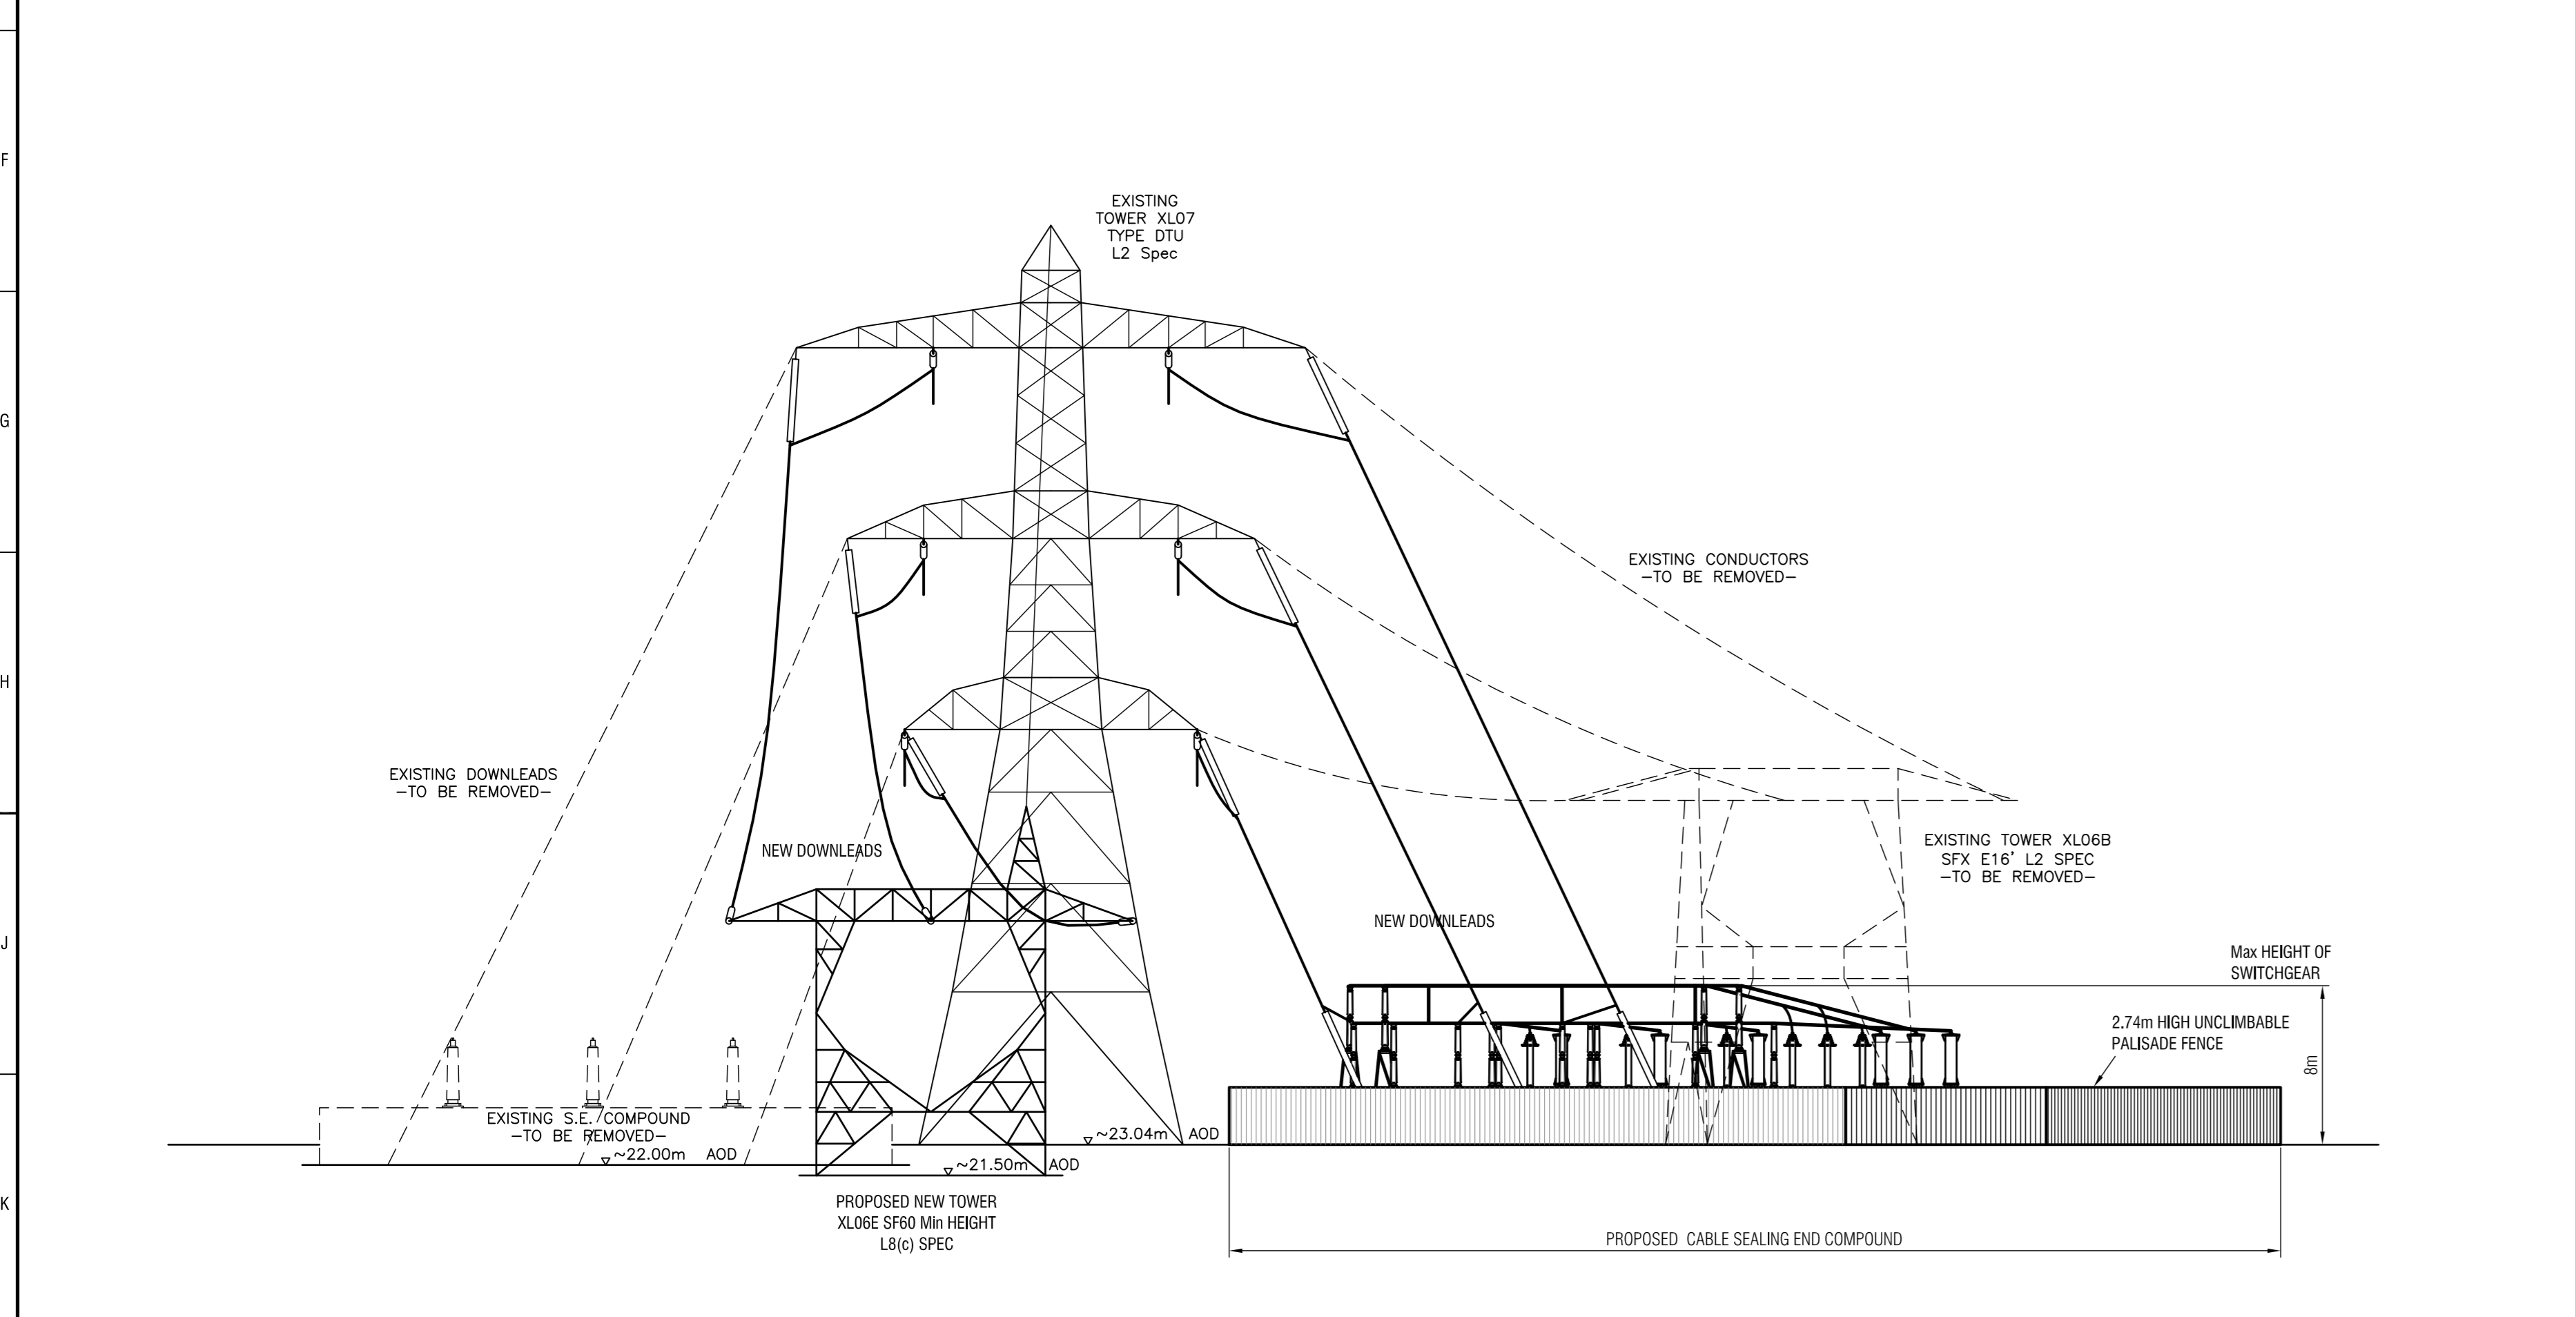 F
EXISTING
TOWER XL07
TYPE DTU
L2 Spec
G
EXISTING CONDUCTORS
—TO BE REMOVED—
H
EXISTING DOWNLEADS
—TO BE REMOVED—
NEW DOWNLEADS
EXISTING TOWER XL06B
SFX E16' L2 SPEC
—TO BE REMOVED—
NEW DOWNLEADS
J
Max HEIGHT OF
SWITCHGEAR
2.74m HIGH UNCLIMBABLE
PALISADE FENCE
8m
EXISTING S.E. COMPOUND
—TO BE REMOVED—
~23.04m AOD
~22.00m AOD
~21.50m AOD
K
PROPOSED NEW TOWER
XL06E SF60 Min HEIGHT
L8(c) SPEC
PROPOSED CABLE SEALING END COMPOUND